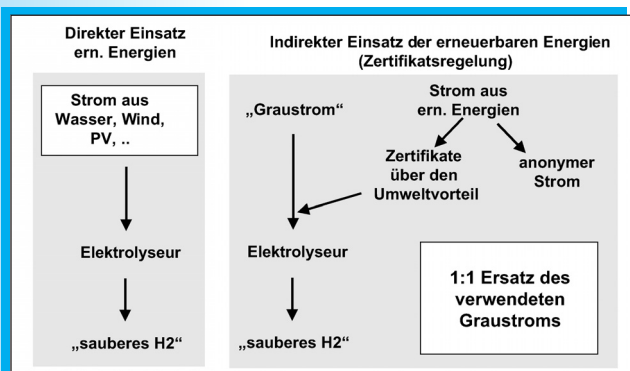 Direkter Einsatz
ern. Energien
Strom aus
Wasser, Wind,
PV, ..
Elektrolyseur
„sauberes H2“
Indirekter Einsatz der erneuerbaren Energien
(Zertifikatsregelung)
„Graustrom“
Strom aus
ern. Energien
Zertifikate
über den
Umweltvorteil
anonymer
Strom
Elektrolyseur
„sauberes H2“
1:1 Ersatz des
verwendeten
Graustroms